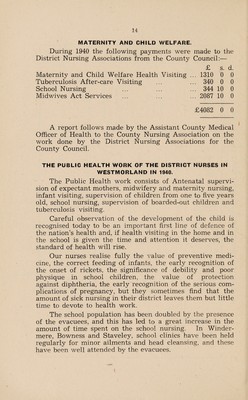 14
MATERNITY AND CHILD WELFARE.
During 1940 the following payments were made to the
District Nursing Associations from the County Council:—
£ s. d.
Maternity and Child Welfare Health Visiting ... 1310 0 0
Tuberculosis After-care Visiting ... 340 0 0
School Nursing ... ... ... 344 10 0
Midwives Act Services ... ... 2087 10 0
£4082 0 0
A report follows made by the Assistant County Medical
Officer of Health to the County Nursing Association on the
work done by the District Nursing Associations for the
County Council.
THE PUBLIC HEALTH WORK OF THE DISTRICT NURSES IN
WESTMORLAND IN 1940.
The Public Health work consists of Antenatal supervi-
sion of expectant mothers, midwifery and maternity nursing,
infant visiting, supervision of children from one to five years
old, school nursing, supervision of boarded-out children and
tuberculosis visiting.
Careful observation of the development of the child is
recognised today to be an important first line of defence of
the nation's health and, if health visiting in the home and in
the school is given the time and attention it deserves, the
standard of health will rise.
Our nurses realise fully the value of preventive medi-
cine, the correct feeding of infants, the early recognition of
the onset of rickets, the significance of debility and poor
physique in school children, the value of protection
against diphtheria, the early recognition of the serious com-
plications of pregnancy, but they sometimes find that the
amount of sick nursing in their district leaves them but little
time to devote to health work.
The school population has been doubled by the presence
of the evacuees, and this has led to a great increase in the
amount of time spent on the school nursing. In Winder-
mere, Bowness and Staveley, school clinics have been held
regularly for minor ailments and head cleansing, and these
have been well attended by the evacuees.